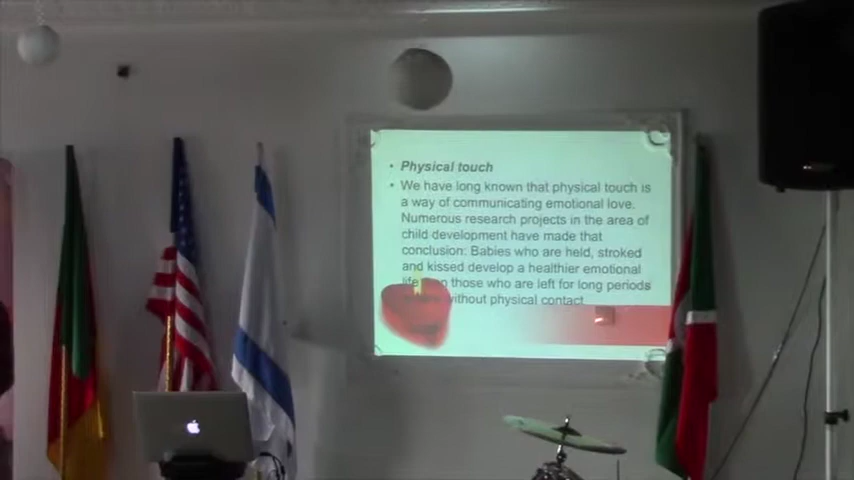 • Physical touch
• We have long known that physical touch is
a way of communicating emotional love.
Numerous research projects in the area of
child development have made that
conclusion: Babies who are held, stroked
and kissed develop a healthier emotional
life than those who are left for long periods
without physical contact